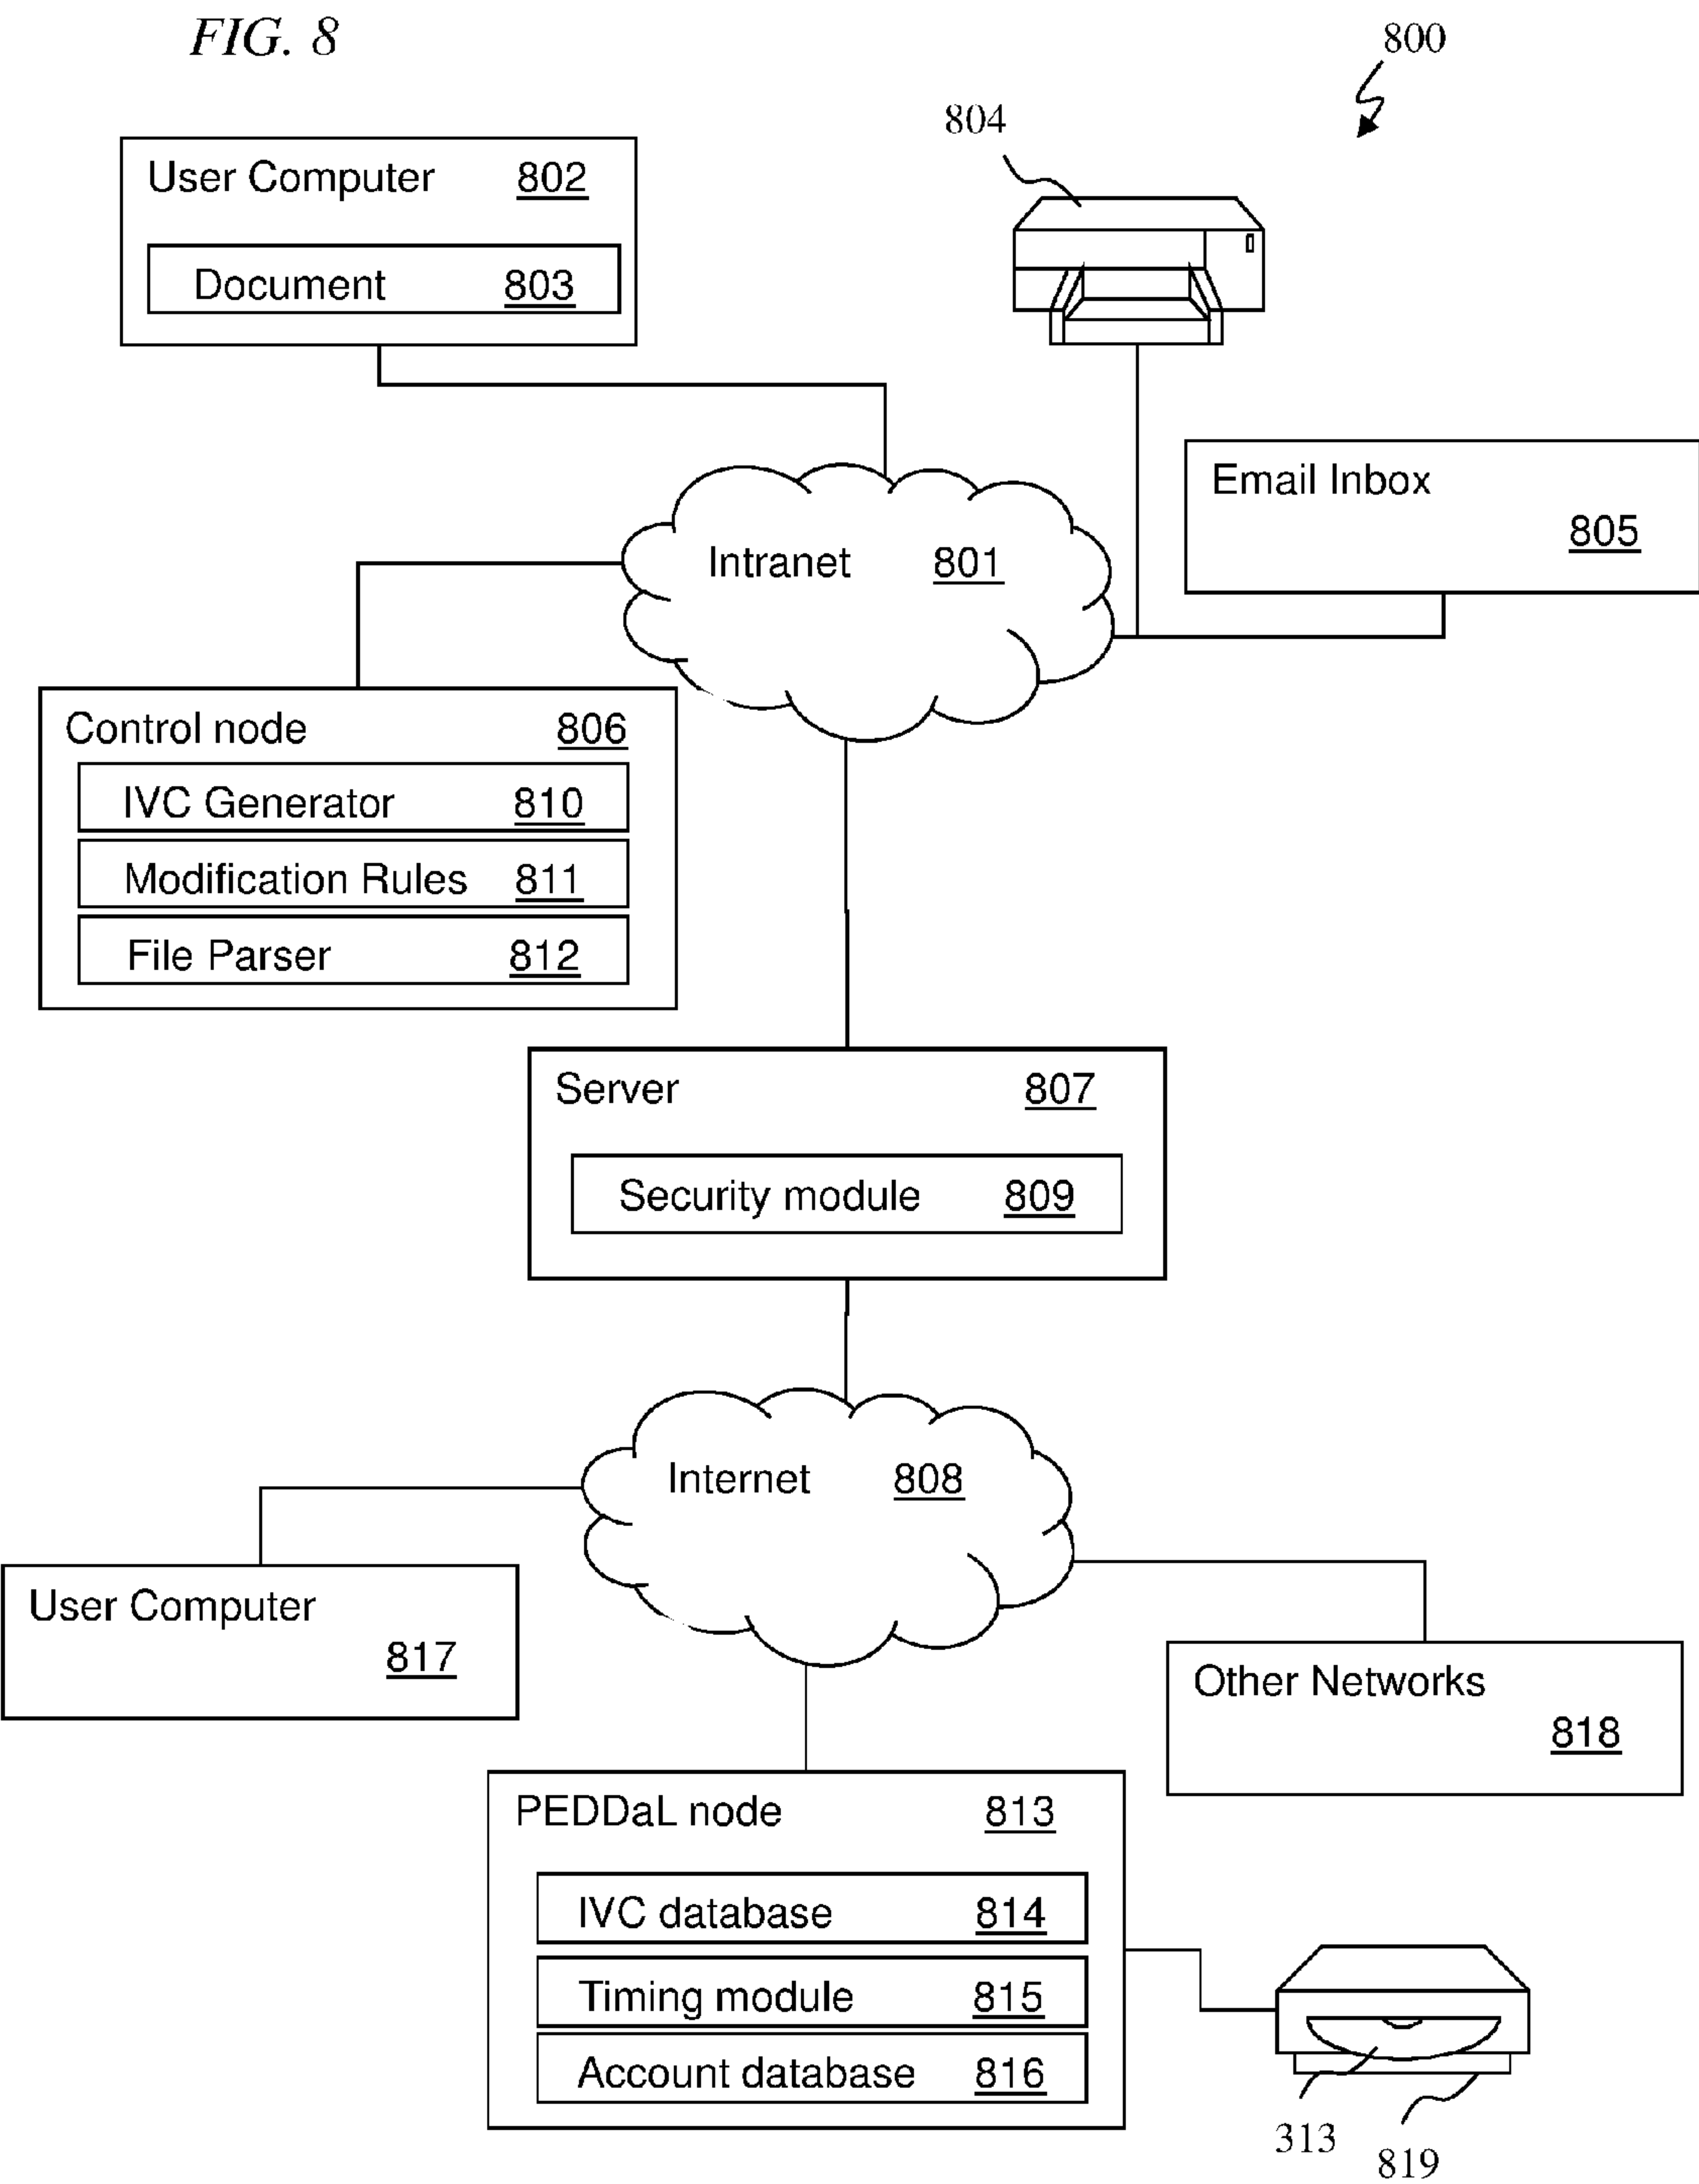 FIG. 8
800
804
User Computer 802
Document 803
Email Inbox
805
Intranet 801
Control node 806
IVC Generator 810
Modification Rules 811
File Parser 812
Server 807
Security module 809
Internet 808
User Computer
817
Other Networks
818
PEDDaL node 813
IVC database 814
Timing module 815
Account database 816
313
819